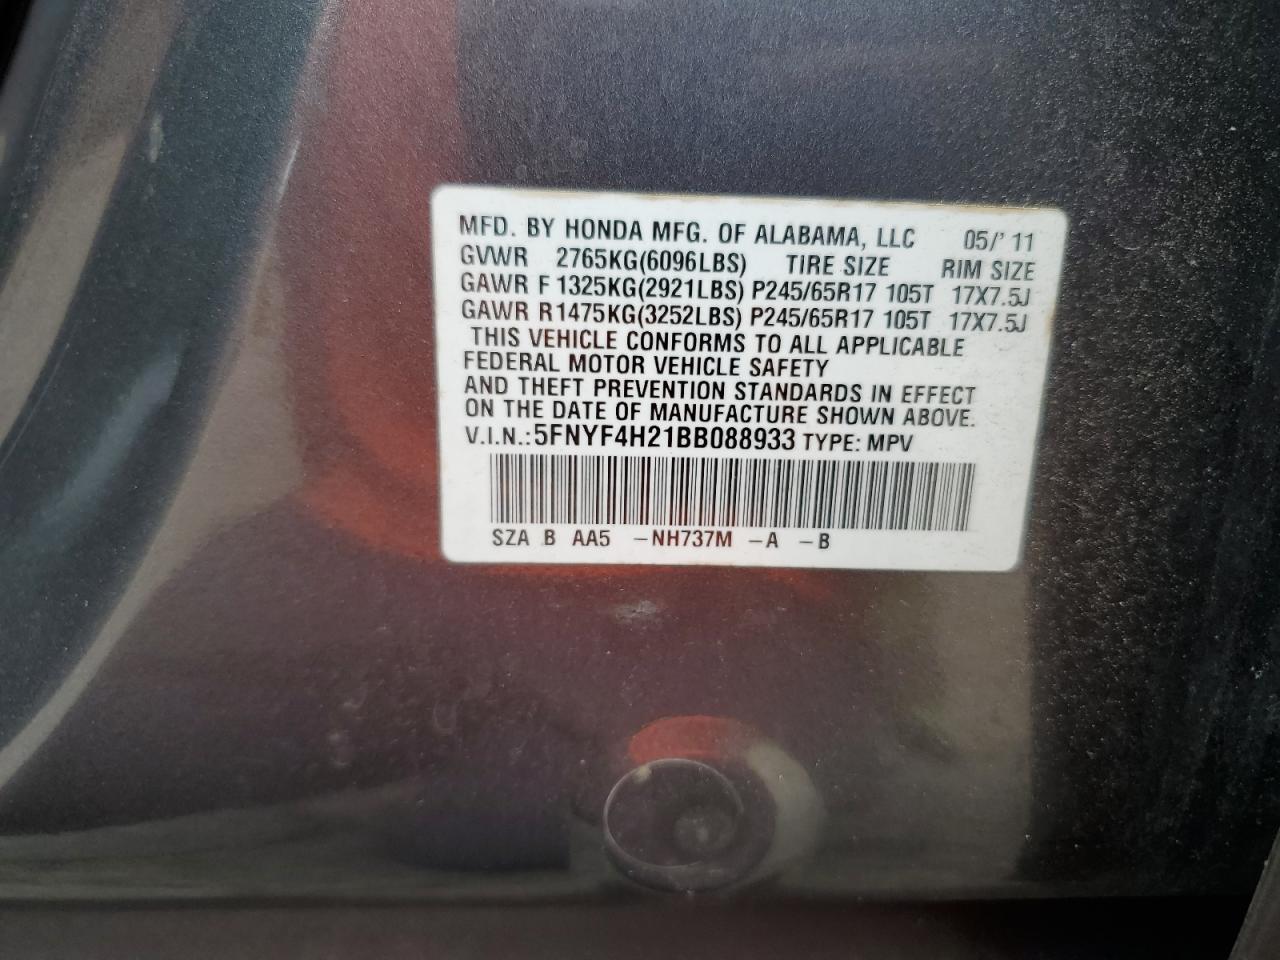 MFD. BY HONDA MFG. OF ALABAMA, LLC 05/' 11
GVWR 2765KG(6096LBS) TIRE SIZE RIM SIZE
GAWR F 1325KG(2921LBS) P245/65R17 105T 17X7.5J
GAWR R1475KG(3252LBS) P245/65R17 105T 17X7.5J
THIS VEHICLE CONFORMS TO ALL APPLICABLE
FEDERAL MOTOR VEHICLE SAFETY
AND THEFT PREVENTION STANDARDS IN EFFECT
ON THE DATE OF MANUFACTURE SHOWN ABOVE.
V.I.N.:5FNYF4H21BB088933 TYPE: MPV
SZA B AA5 –NH737M –A –B